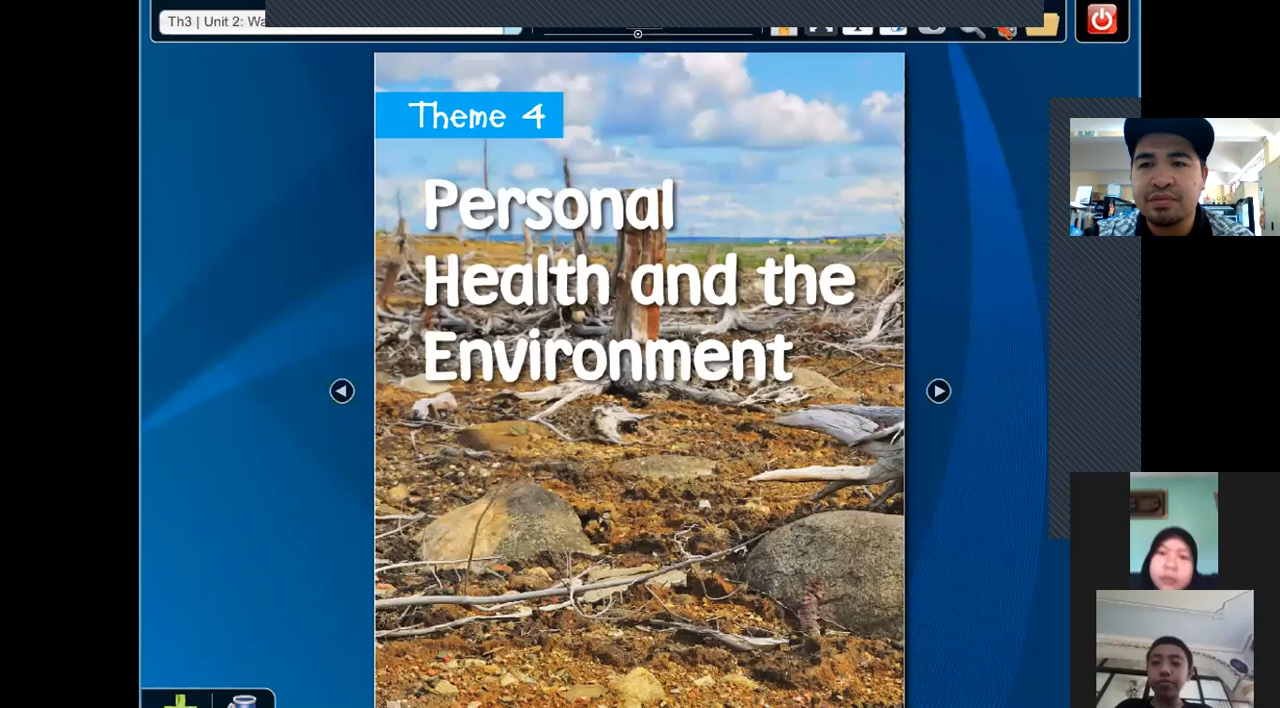 Th3 | Unit 2: Wa
Theme 4
Personal
Health and the
Environment